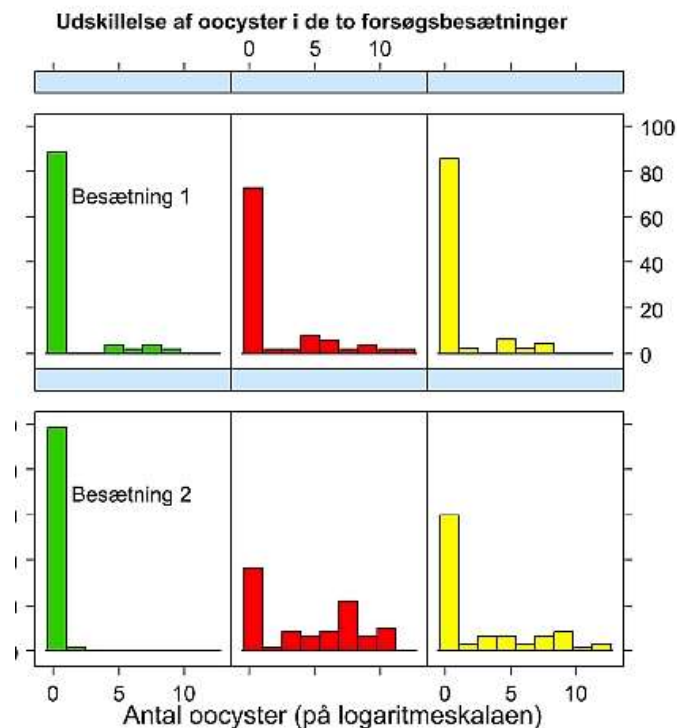 Udskillelse af oocyster i de to forsøgsbesætninger
0 5 10
100
Besætning 1
80
60
40
20
0
Besætning 2
0 5 10 0 5 10
Antal oocyster (på logaritmeskalaen)